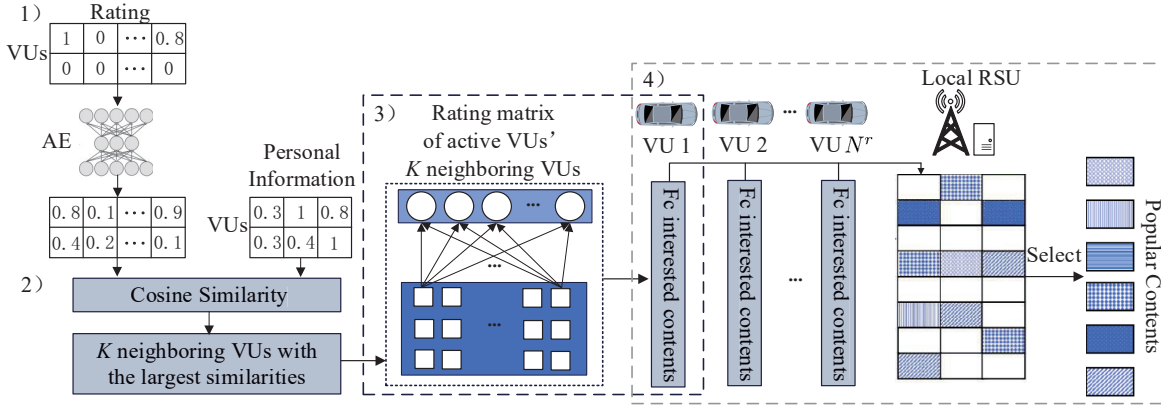 1)
Rating
VUs
1 0 ··· 0.8
0 0 ··· 0
AE
0.8 0.1 ··· 0.9
0.4 0.2 ··· 0.1
Personal
Information
VUs
0.3 1 0.8
0.3 0.4 1
2)
Cosine Similarity
K neighboring VUs with
the largest similarities
3)
Rating matrix
of active VUs'
K neighboring VUs
...
...
...
4)
VU 1
VU 2
...
VU N^r
Local RSU
Fc interested contents
Fc interested contents
...
Fc interested contents
Select
Popular Contents